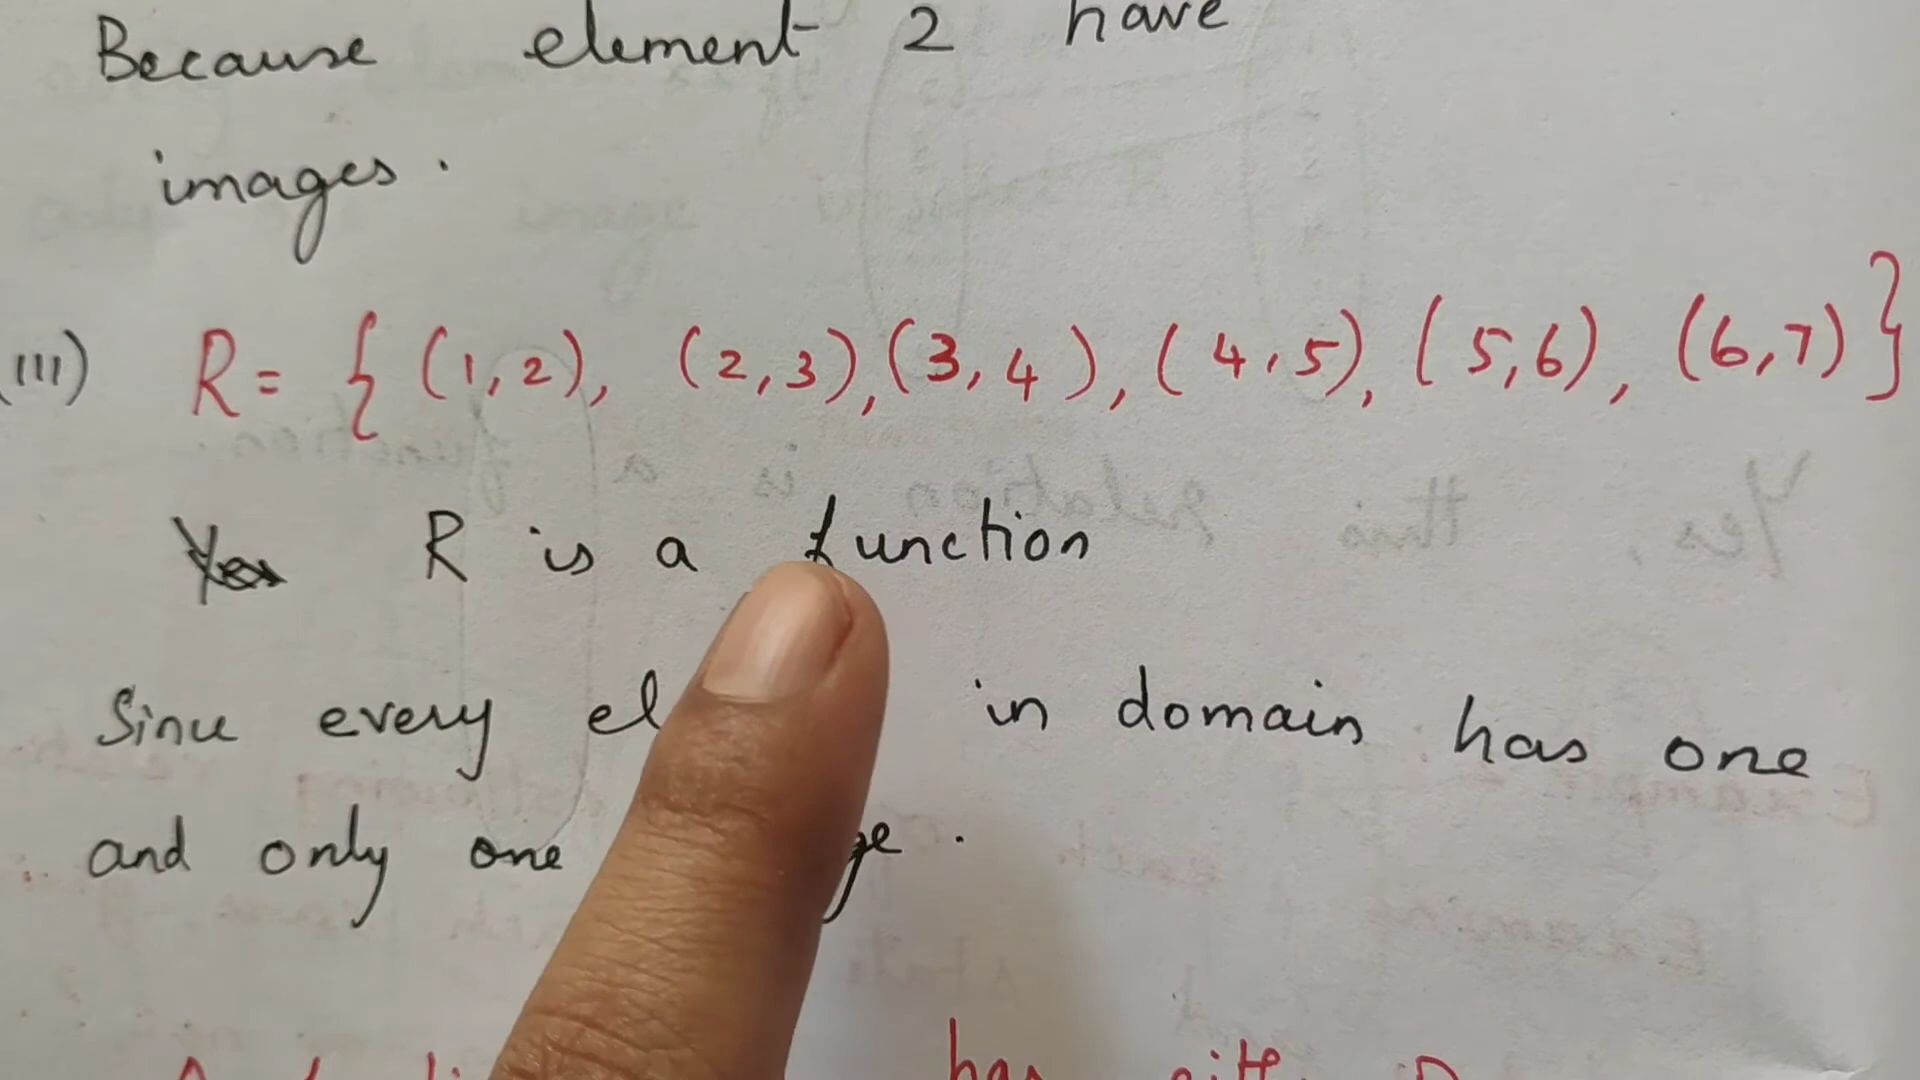 Because element 2 have
images.
(III) R = { (1,2), (2,3), (3,4), (4,5), (5,6), (6,7) }
Yes R is a function
Since every in domain has one
and only one .
has